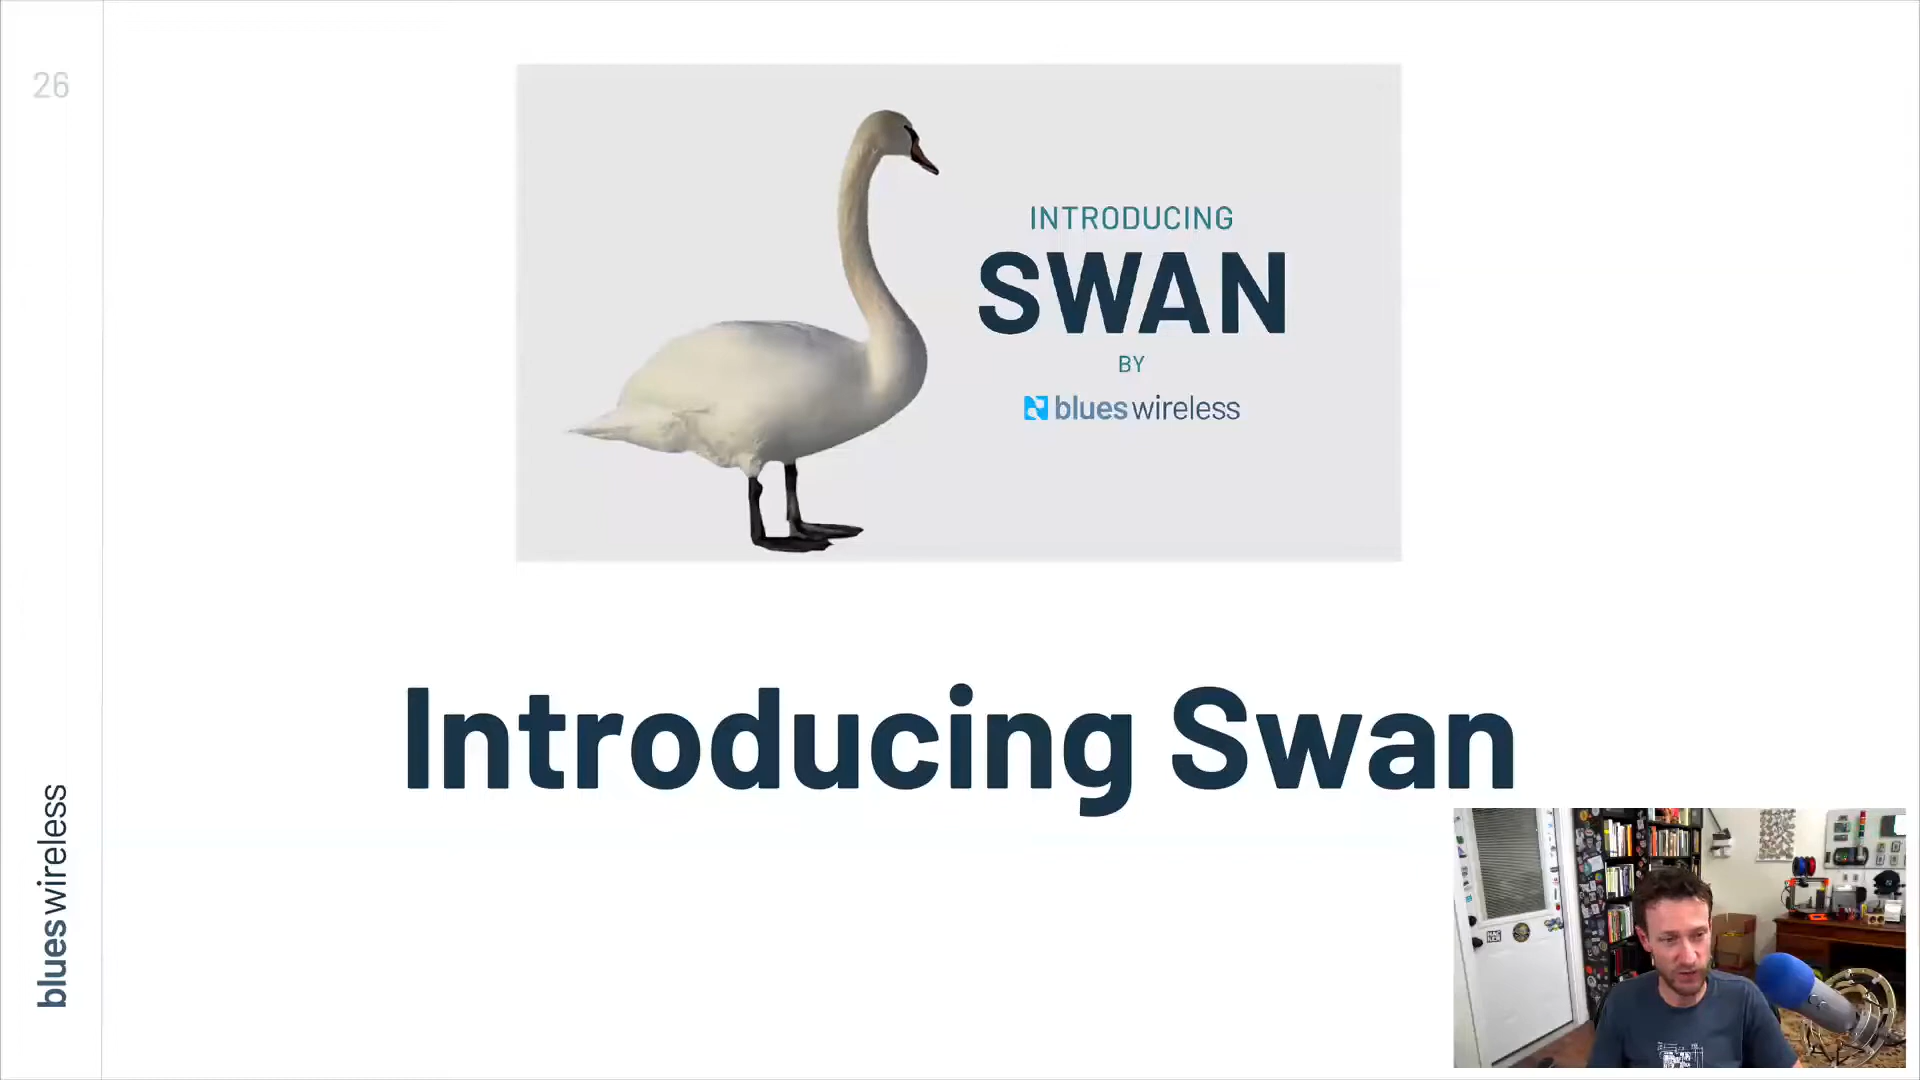 26
INTRODUCING
SWAN
BY
blues wireless
Introducing Swan
blues wireless